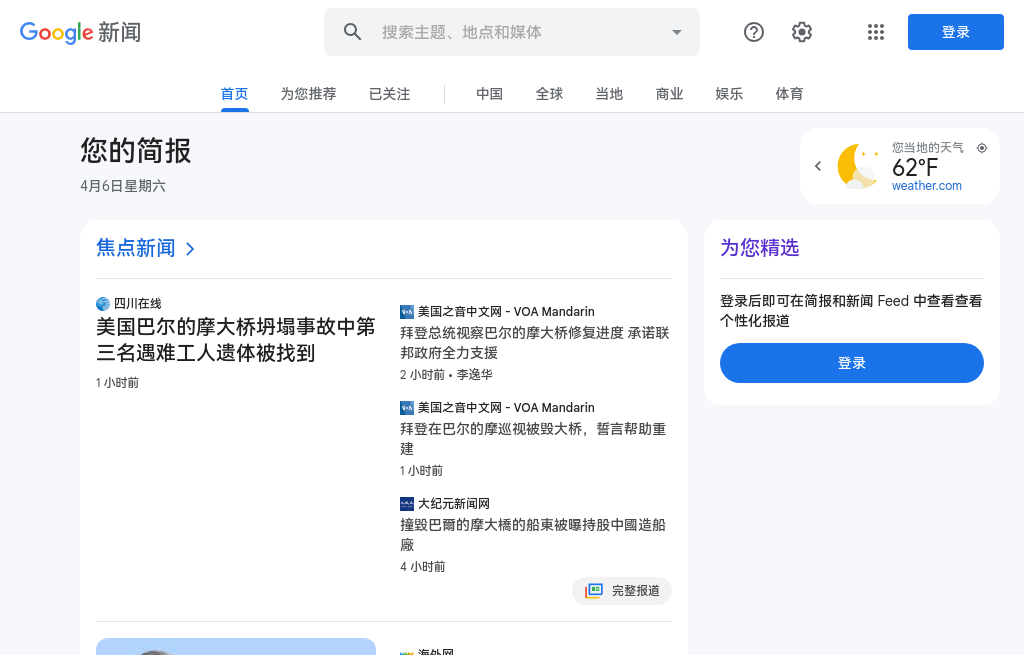 Google 新闻
搜索主题、地点和媒体
登录
首页
为您推荐
已关注
中国
全球
当地
商业
娱乐
体育
您的简报
4月6日星期六
您当地的天气
62°F
weather.com
焦点新闻
四川在线
美国巴尔的摩大桥坍塌事故中第
三名遇难工人遗体被找到
1 小时前
美国之音中文网 - VOA Mandarin
拜登总统视察巴尔的摩大桥修复进度 承诺联
邦政府全力支援
2 小时前 • 李逸华
美国之音中文网 - VOA Mandarin
拜登在巴尔的摩巡视被毁大桥，誓言帮助重
建
1 小时前
大纪元新闻网
撞毀巴爾的摩大橋的船東被曝持股中國造船
廠
4 小时前
完整报道
海外网
为您精选
登录后即可在简报和新闻 Feed 中查看查看
个性化报道
登录